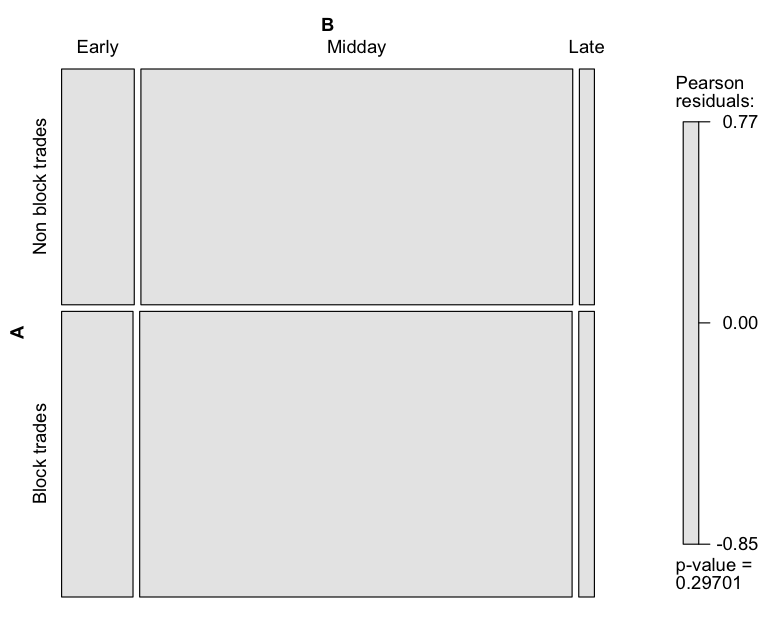 B
Early Midday Late
A
Non block trades
Block trades
Pearson
residuals:
0.77
0.00
-0.85
p-value =
0.29701